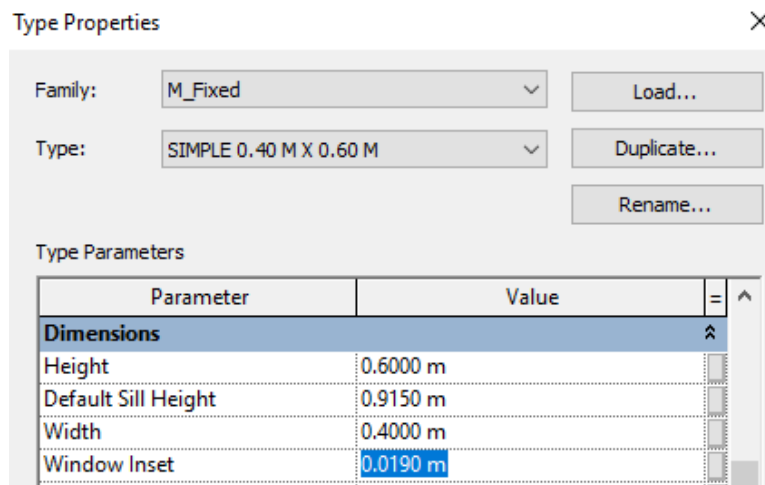 Type Properties
Family: M_Fixed Load...
Type: SIMPLE 0.40 M X 0.60 M Duplicate...
Rename...
Type Parameters
Parameter Value =
Dimensions
Height 0.6000 m
Default Sill Height 0.9150 m
Width 0.4000 m
Window Inset 0.0190 m